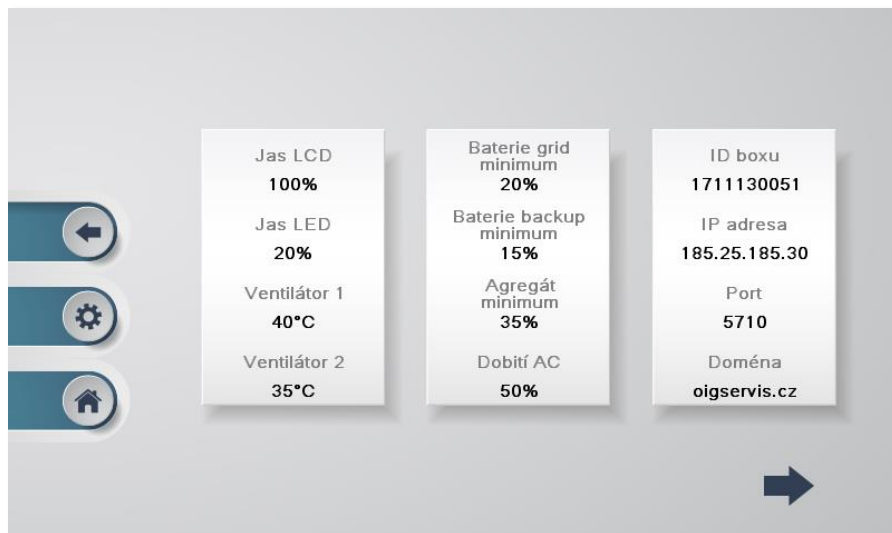 Jas LCD
100%
Jas LED
20%
Ventilátor 1
40°C
Ventilátor 2
35°C
Baterie grid
minimum
20%
Baterie backup
minimum
15%
Agregát
minimum
35%
Dobití AC
50%
ID boxu
1711130051
IP adresa
185.25.185.30
Port
5710
Doména
oigservis.cz